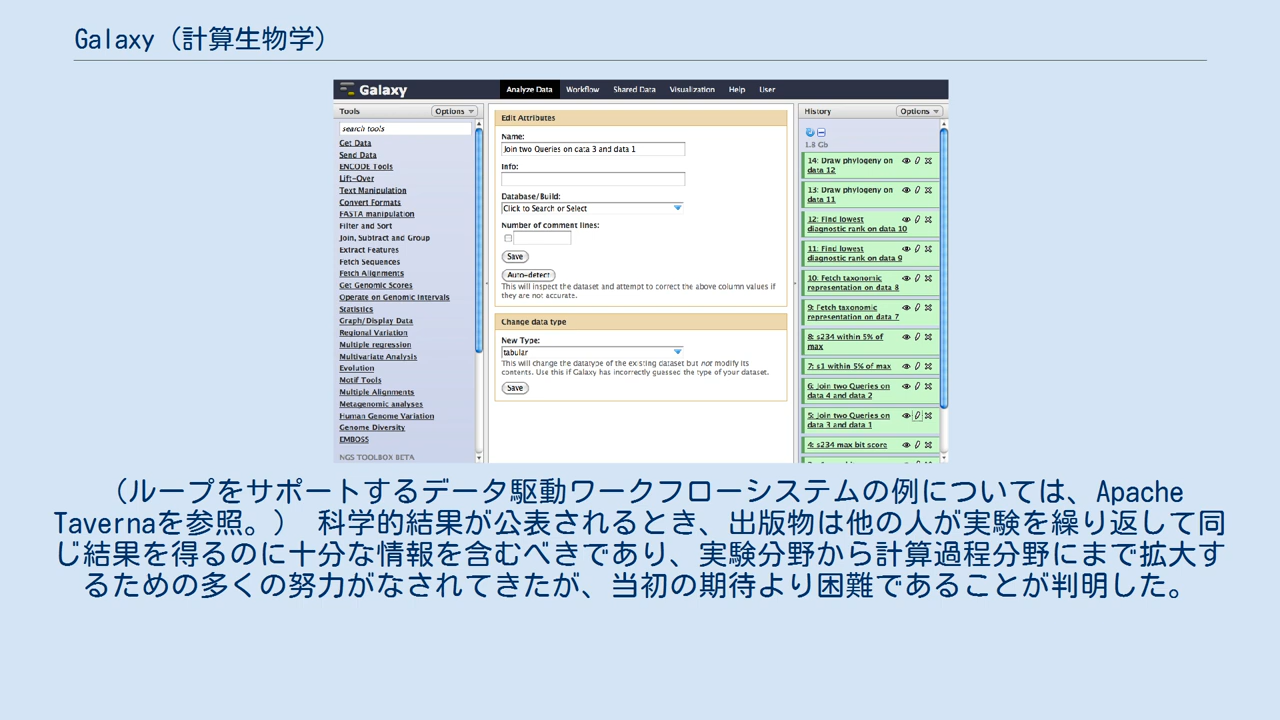 Galaxy（計算生物学）
Galaxy
Analyze Data Workflow Shared Data Visualization Help User
Tools Options
search tools
Get Data
Send Data
ENCODE Tools
Lift-Over
Text Manipulation
Convert Formats
FASTA manipulation
Filter and Sort
Join, Subtract and Group
Extract Features
Fetch Sequences
Fetch Alignments
Get Genomic Scores
Operate on Genomic Intervals
Statistics
Graph/Display Data
Regional Variation
Multiple regression
Multivariate Analysis
Evolution
Motif Tools
Multiple Alignments
Metagenomic analyses
Human Genome Variation
Genome Diversity
EMBOSS
NGS TOOLBOX BETA
Edit Attributes
Name:
Join two Queries on data 3 and data 1
Info:
Database/Build:
Click to Search or Select
Number of comment lines:
Save
Auto-detect
This will inspect the dataset and attempt to correct the above column values if
they are not accurate.
Change data type
New Type:
tabular
This will change the datatype of the existing dataset but not modify its
contents. Use this if Galaxy has incorrectly guessed the type of your dataset.
Save
History Options
1.8 Gb
14: Draw phylogeny on
data 12
13: Draw phylogeny on
data 11
12: Find lowest
diagnostic rank on data 10
11: Find lowest
diagnostic rank on data 9
10: Fetch taxonomic
representation on data 8
9: Fetch taxonomic
representation on data 7
8: s234 within 5% of
max
7: s1 within 5% of max
6: Join two Queries on
data 4 and data 2
5: Join two Queries on
data 3 and data 1
4: s234 max bit score
（ループをサポートするデータ駆動ワークフローシステムの例については、Apache
Tavernaを参照。） 科学的結果が公表されるとき、出版物は他の人が実験を繰り返して同
じ結果を得るのに十分な情報を含むべきであり、実験分野から計算過程分野にまで拡大す
るための多くの努力がなされてきたが、当初の期待より困難であることが判明した。